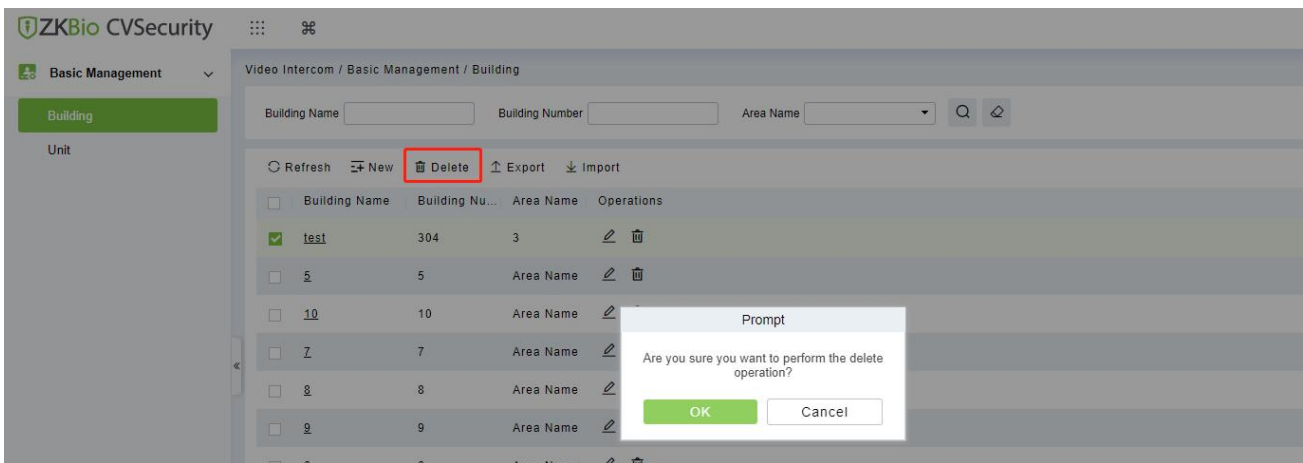 ZKBio CVSecurity
Basic Management
Video Intercom / Basic Management / Building
Building
Unit
Building Name Building Number Area Name
Refresh New Delete Export Import
Building Name Building Nu... Area Name Operations
test 304 3
5 5 Area Name
10 10 Area Name
7 7 Area Name
8 8 Area Name
9 9 Area Name
Prompt
Are you sure you want to perform the delete
operation?
OK Cancel